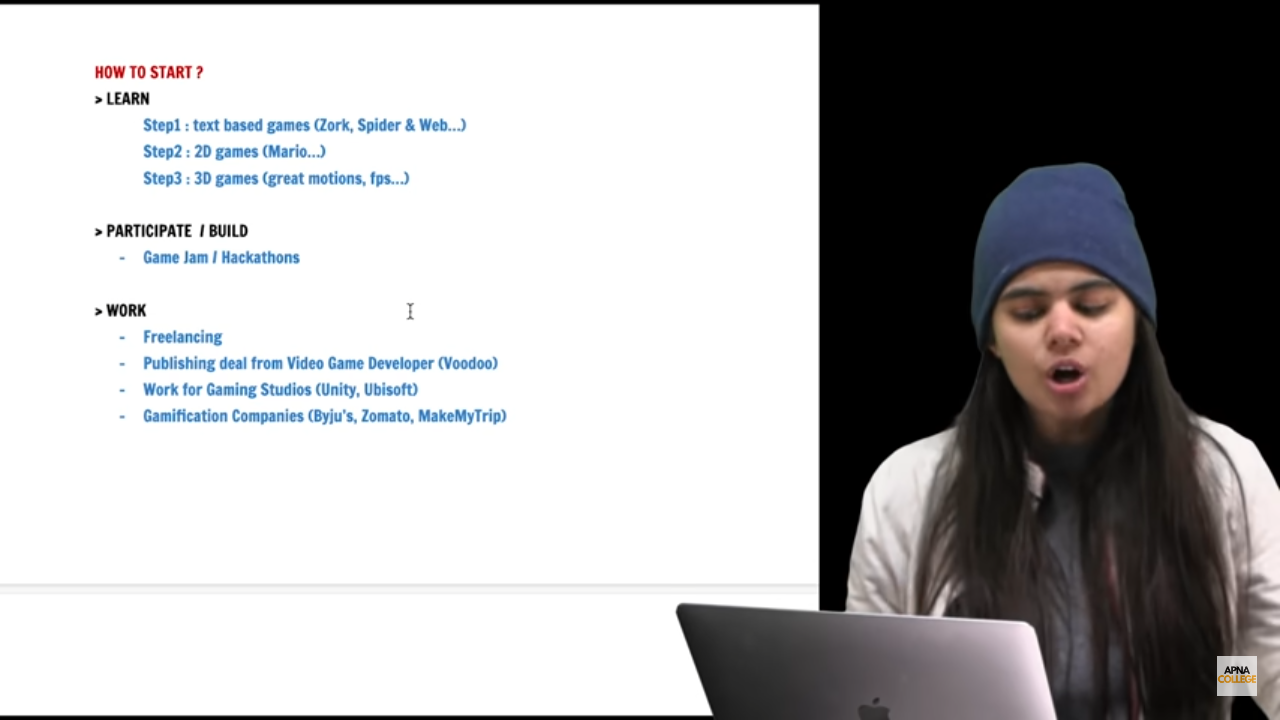 HOW TO START ?
> LEARN
Step1 : text based games (Zork, Spider & Web...)
Step2 : 2D games (Mario...)
Step3 : 3D games (great motions, fps...)
> PARTICIPATE / BUILD
- Game Jam / Hackathons
> WORK
- Freelancing
- Publishing deal from Video Game Developer (Voodoo)
- Work for Gaming Studios (Unity, Ubisoft)
- Gamification Companies (Byju's, Zomato, MakeMyTrip)
APNA
COLLEGE